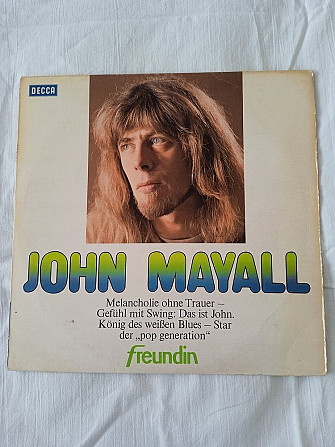 DECCA
JOHN MAYALL
Melancholie ohne Trauer –
Gefühl mit Swing: Das ist John.
König des weißen Blues – Star
der „pop generation“
freundin